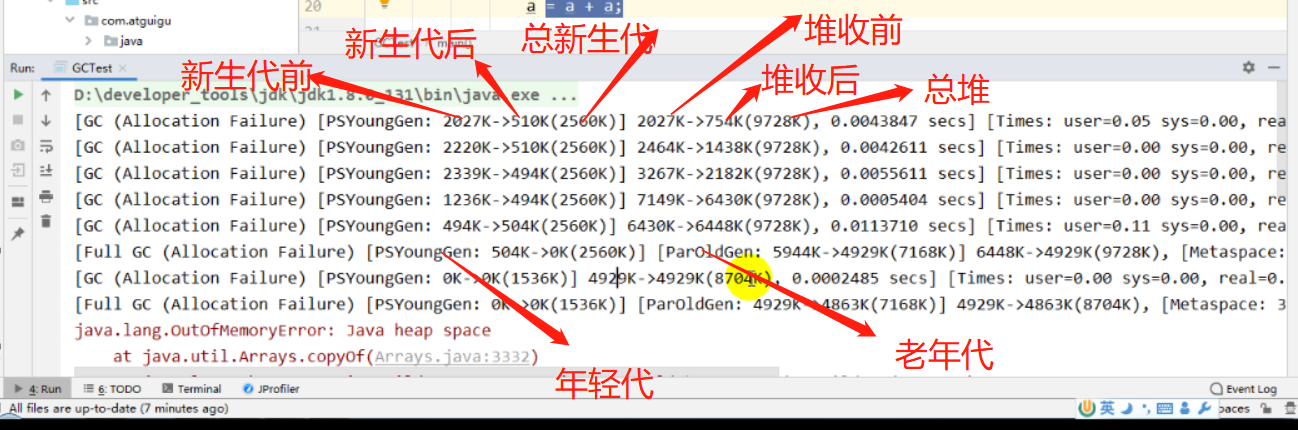 src
20
a = a + a;
com.atguigu
java
新生代后
总新生代
堆收前
GCTest
main()
Run:
GCTest
新生代前
堆收后
总堆
D:\developer_tools\jdk\jdk1.8.0_131\bin\java.exe ...
[GC (Allocation Failure) [PSYoungGen: 2027K->510K(2560K)] 2027K->754K(9728K), 0.0043847 secs] [Times: user=0.05 sys=0.00, rea
[GC (Allocation Failure) [PSYoungGen: 2220K->510K(2560K)] 2464K->1438K(9728K), 0.0042611 secs] [Times: user=0.00 sys=0.00, re
[GC (Allocation Failure) [PSYoungGen: 2339K->494K(2560K)] 3267K->2182K(9728K), 0.0055611 secs] [Times: user=0.00 sys=0.00, re
[GC (Allocation Failure) [PSYoungGen: 1236K->494K(2560K)] 7149K->6430K(9728K), 0.0005404 secs] [Times: user=0.00 sys=0.00, re
[GC (Allocation Failure) [PSYoungGen: 494K->504K(2560K)] 6430K->6448K(9728K), 0.0113710 secs] [Times: user=0.11 sys=0.00, rea
[Full GC (Allocation Failure) [PSYoungGen: 504K->0K(2560K)] [ParOldGen: 5944K->4929K(7168K)] 6448K->4929K(9728K), [Metaspace:
[GC (Allocation Failure) [PSYoungGen: 0K->0K(1536K)] 4929K->4929K(8704K), 0.0002485 secs] [Times: user=0.00 sys=0.00, real=0.
[Full GC (Allocation Failure) [PSYoungGen: 0K->0K(1536K)] [ParOldGen: 4929K->4863K(7168K)] 4929K->4863K(8704K), [Metaspace: 3
java.lang.OutOfMemoryError: Java heap space
at java.util.Arrays.copyOf(Arrays.java:3332)
老年代
年轻代
4: Run
6: TODO
Terminal
JProfiler
Event Log
All files are up-to-date (7 minutes ago)
英
paces